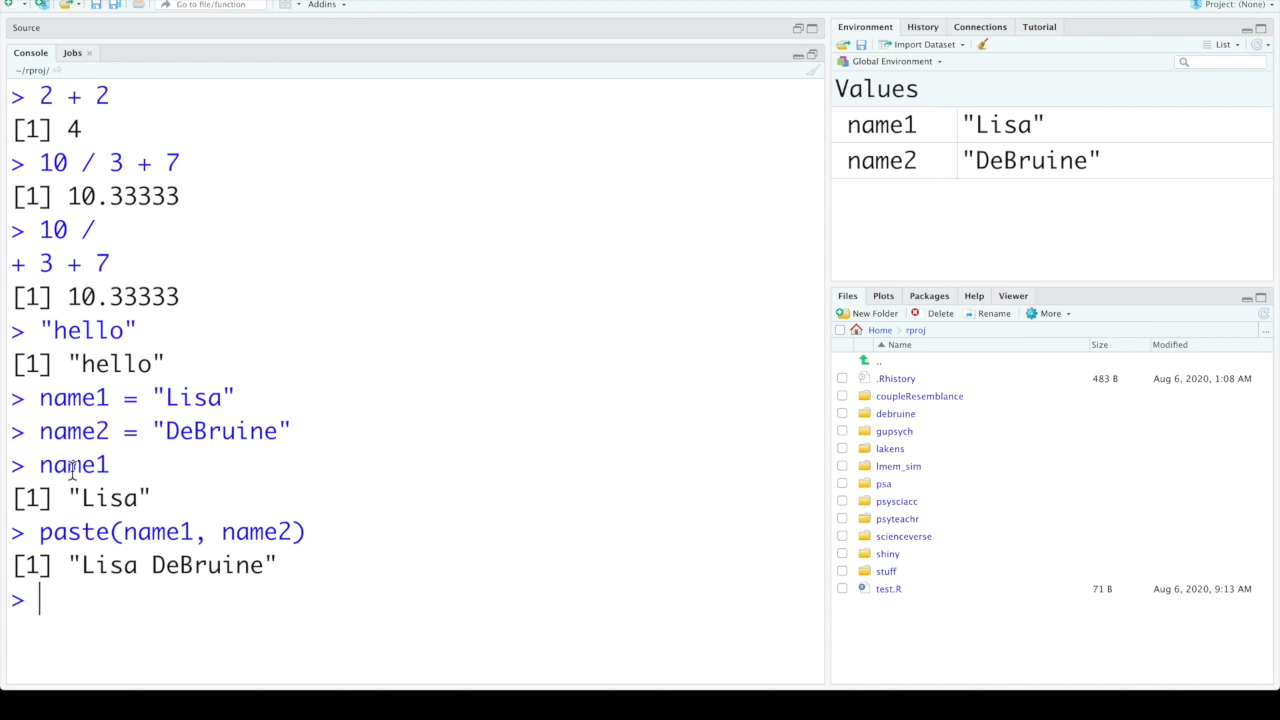 Go to file/function
Addins
Project: (None)
Source
Console
Jobs
~/rproj/
> 2 + 2
[1] 4
> 10 / 3 + 7
[1] 10.33333
> 10 /
+ 3 + 7
[1] 10.33333
> "hello"
[1] "hello"
> name1 = "Lisa"
> name2 = "DeBruine"
> name1
[1] "Lisa"
> paste(name1, name2)
[1] "Lisa DeBruine"
>
Environment History Connections Tutorial
Import Dataset List
Global Environment
Values
name1 "Lisa"
name2 "DeBruine"
Files Plots Packages Help Viewer
New Folder Delete Rename More
Home rproj ...
Name Size Modified
..
.Rhistory 483 B Aug 6, 2020, 1:08 AM
coupleResemblance
debruine
gupsych
lakens
lmem_sim
psa
psysciacc
psyteachr
scienceverse
shiny
stuff
test.R 71 B Aug 6, 2020, 9:13 AM